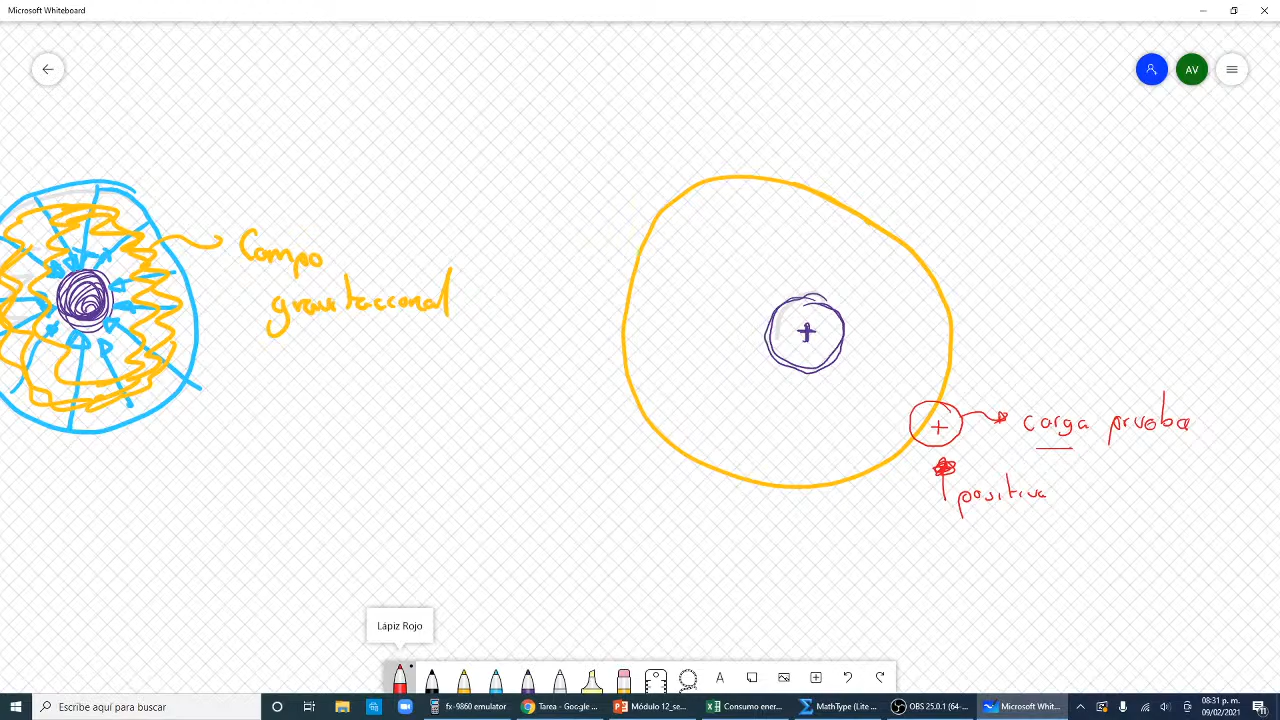 Microsoft Whiteboard
AV
Campo
gravitacional
+
+
carga prueba
positiva
Lápiz Rojo
A
Escribe aquí para buscar
fx-9860 emulator
Tarea - Google ...
Módulo 12_se...
Consumo ener...
MathType (Lite ...
OBS 25.0.1 (64-...
Microsoft Whit...
08:31 p. m.
09/02/2021